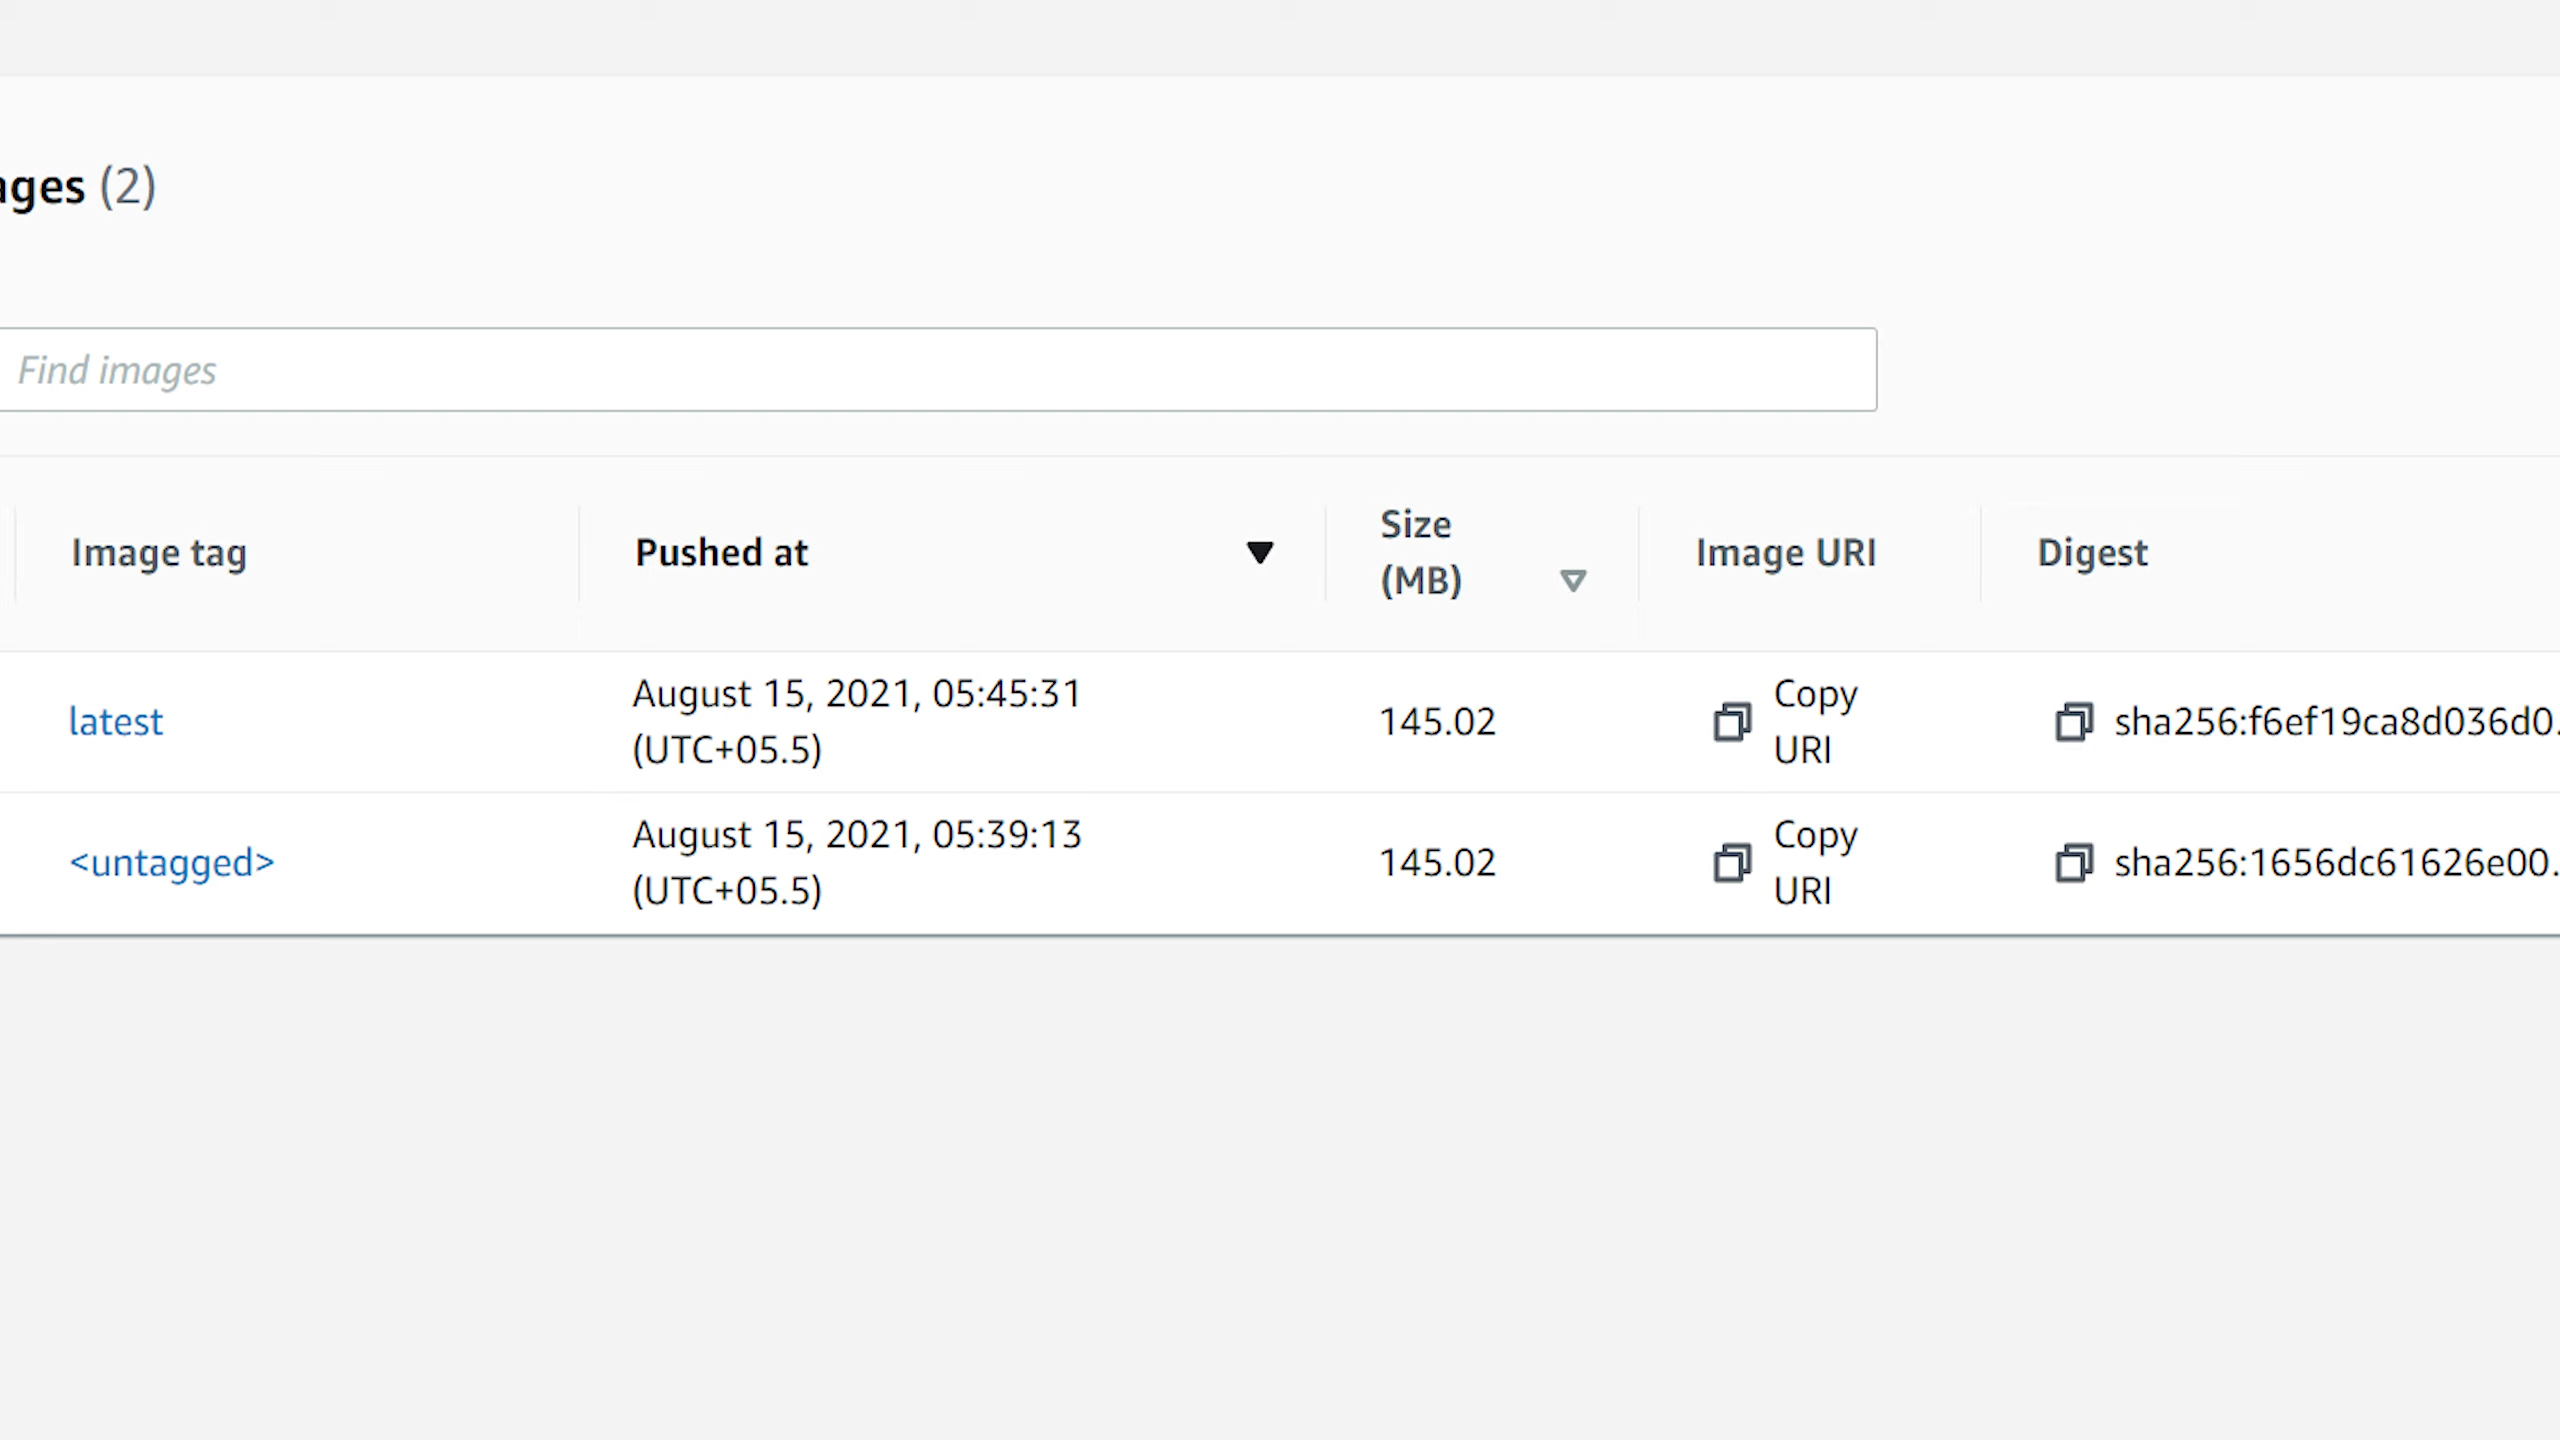 ages (2)
Find images
Image tag
Pushed at
Size
(MB)
Image URI
Digest
latest
August 15, 2021, 05:45:31
(UTC+05.5)
145.02
Copy
URI
sha256:f6ef19ca8d036d0.
<untagged>
August 15, 2021, 05:39:13
(UTC+05.5)
145.02
Copy
URI
sha256:1656dc61626e00.